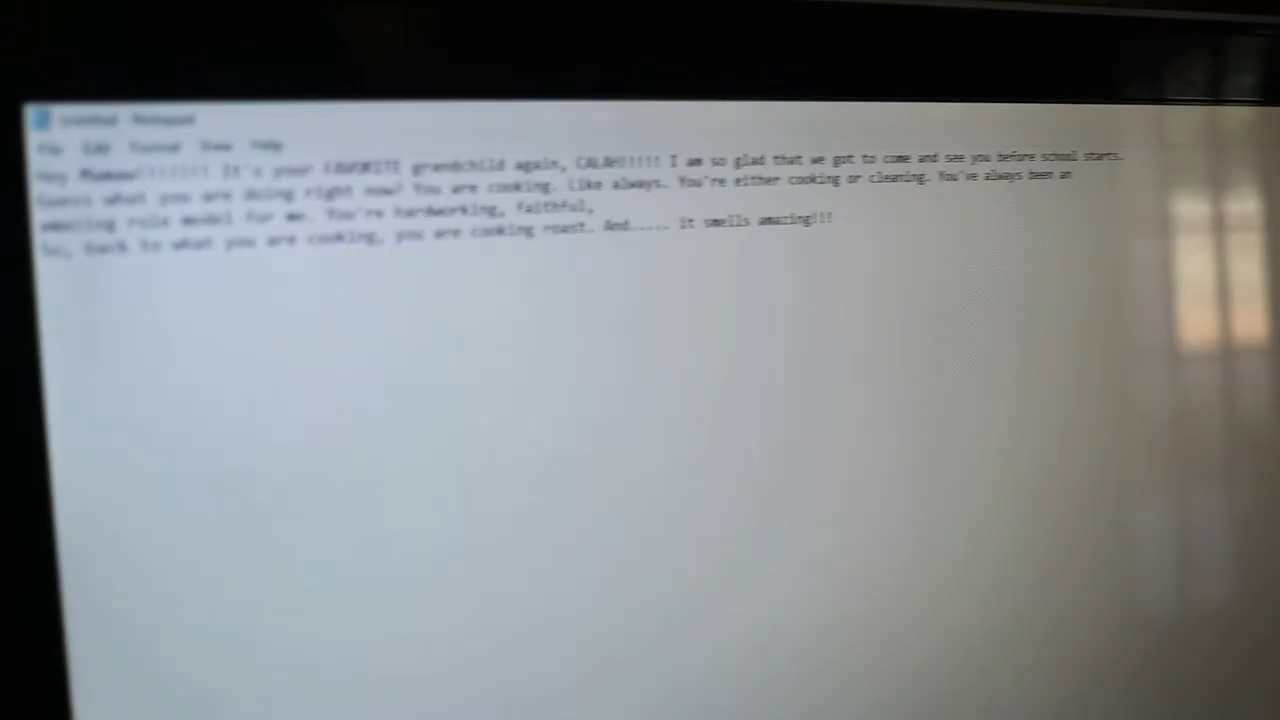 Untitled - Notepad
File Edit Format View Help
Hey Mamaw!!!!!!!! It's your FAVORITE grandchild again, CALAH!!!!! I am so glad that we got to come and see you before school starts.
Guess what you are doing right now? You are cooking. Like always. You're either cooking or cleaning. You've always been an
amazing role model for me. You're hardworking, faithful,
So, back to what you are cooking, you are cooking roast. And..... it smells amazing!!!